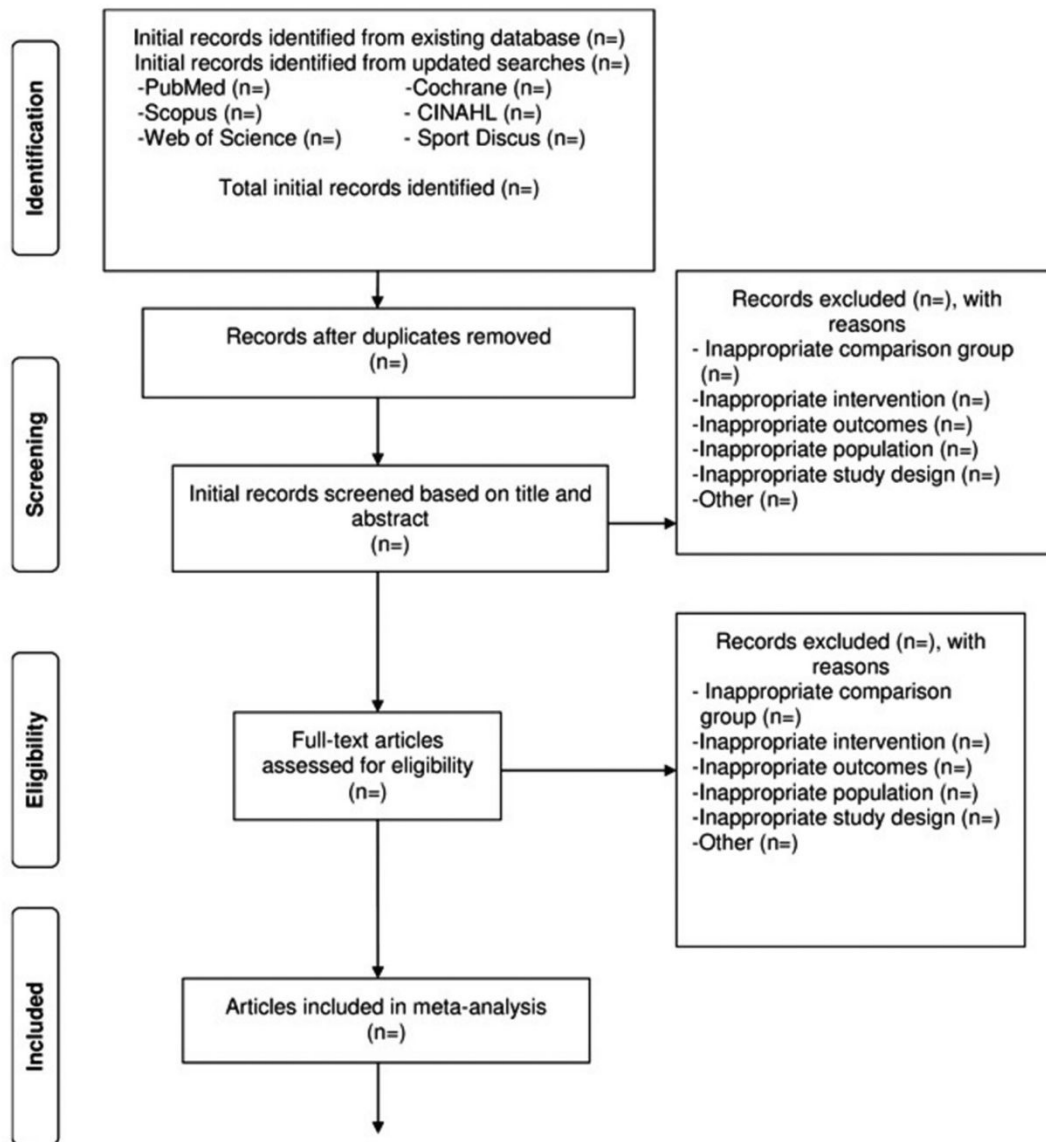 Identification
Initial records identified from existing database (n=)
Initial records identified from updated searches (n=)
-PubMed (n=) -Cochrane (n=)
-Scopus (n=) - CINAHL (n=)
-Web of Science (n=) - Sport Discus (n=)
Total initial records identified (n=)
Screening
Records after duplicates removed
(n=)
Initial records screened based on title and
abstract
(n=)
Records excluded (n=), with
reasons
- Inappropriate comparison group
(n=)
-Inappropriate intervention (n=)
-Inappropriate outcomes (n=)
-Inappropriate population (n=)
-Inappropriate study design (n=)
-Other (n=)
Eligibility
Full-text articles
assessed for eligibility
(n=)
Records excluded (n=), with
reasons
- Inappropriate comparison
group (n=)
-Inappropriate intervention (n=)
-Inappropriate outcomes (n=)
-Inappropriate population (n=)
-Inappropriate study design (n=)
-Other (n=)
Included
Articles included in meta-analysis
(n=)